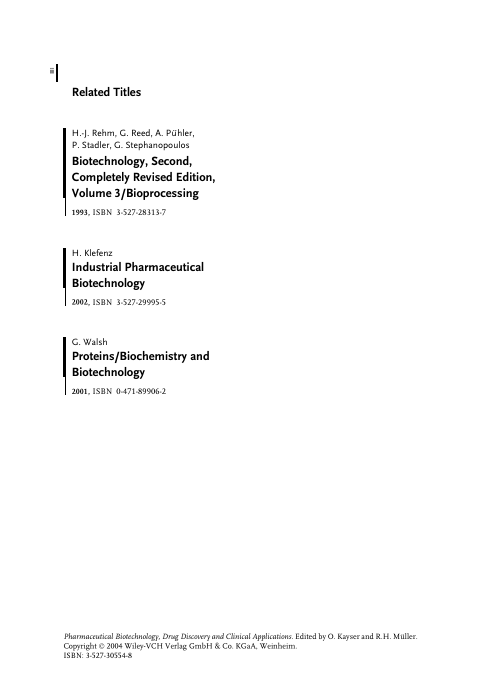 ii
Related Titles
H.-J. Rehm, G. Reed, A. Pühler,
P. Stadler, G. Stephanopoulos
Biotechnology, Second,
Completely Revised Edition,
Volume 3/Bioprocessing
1993, ISBN 3-527-28313-7
H. Klefenz
Industrial Pharmaceutical
Biotechnology
2002, ISBN 3-527-29995-5
G. Walsh
Proteins/Biochemistry and
Biotechnology
2001, ISBN 0-471-89906-2
Pharmaceutical Biotechnology, Drug Discovery and Clinical Applications. Edited by O. Kayser and R.H. Müller.
Copyright © 2004 Wiley-VCH Verlag GmbH & Co. KGaA, Weinheim.
ISBN: 3-527-30554-8